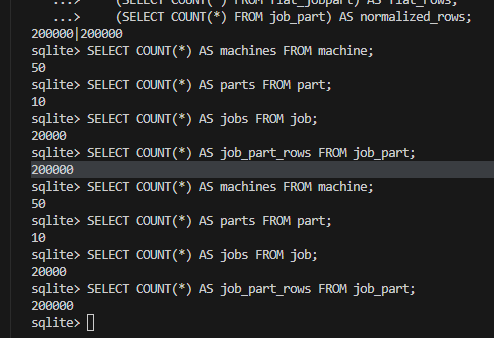 ...> (SELECT COUNT(*) FROM flat_jobpart) AS flat_rows,
...> (SELECT COUNT(*) FROM job_part) AS normalized_rows;
200000|200000
sqlite> SELECT COUNT(*) AS machines FROM machine;
50
sqlite> SELECT COUNT(*) AS parts FROM part;
10
sqlite> SELECT COUNT(*) AS jobs FROM job;
20000
sqlite> SELECT COUNT(*) AS job_part_rows FROM job_part;
200000
sqlite> SELECT COUNT(*) AS machines FROM machine;
50
sqlite> SELECT COUNT(*) AS parts FROM part;
10
sqlite> SELECT COUNT(*) AS jobs FROM job;
20000
sqlite> SELECT COUNT(*) AS job_part_rows FROM job_part;
200000
sqlite>